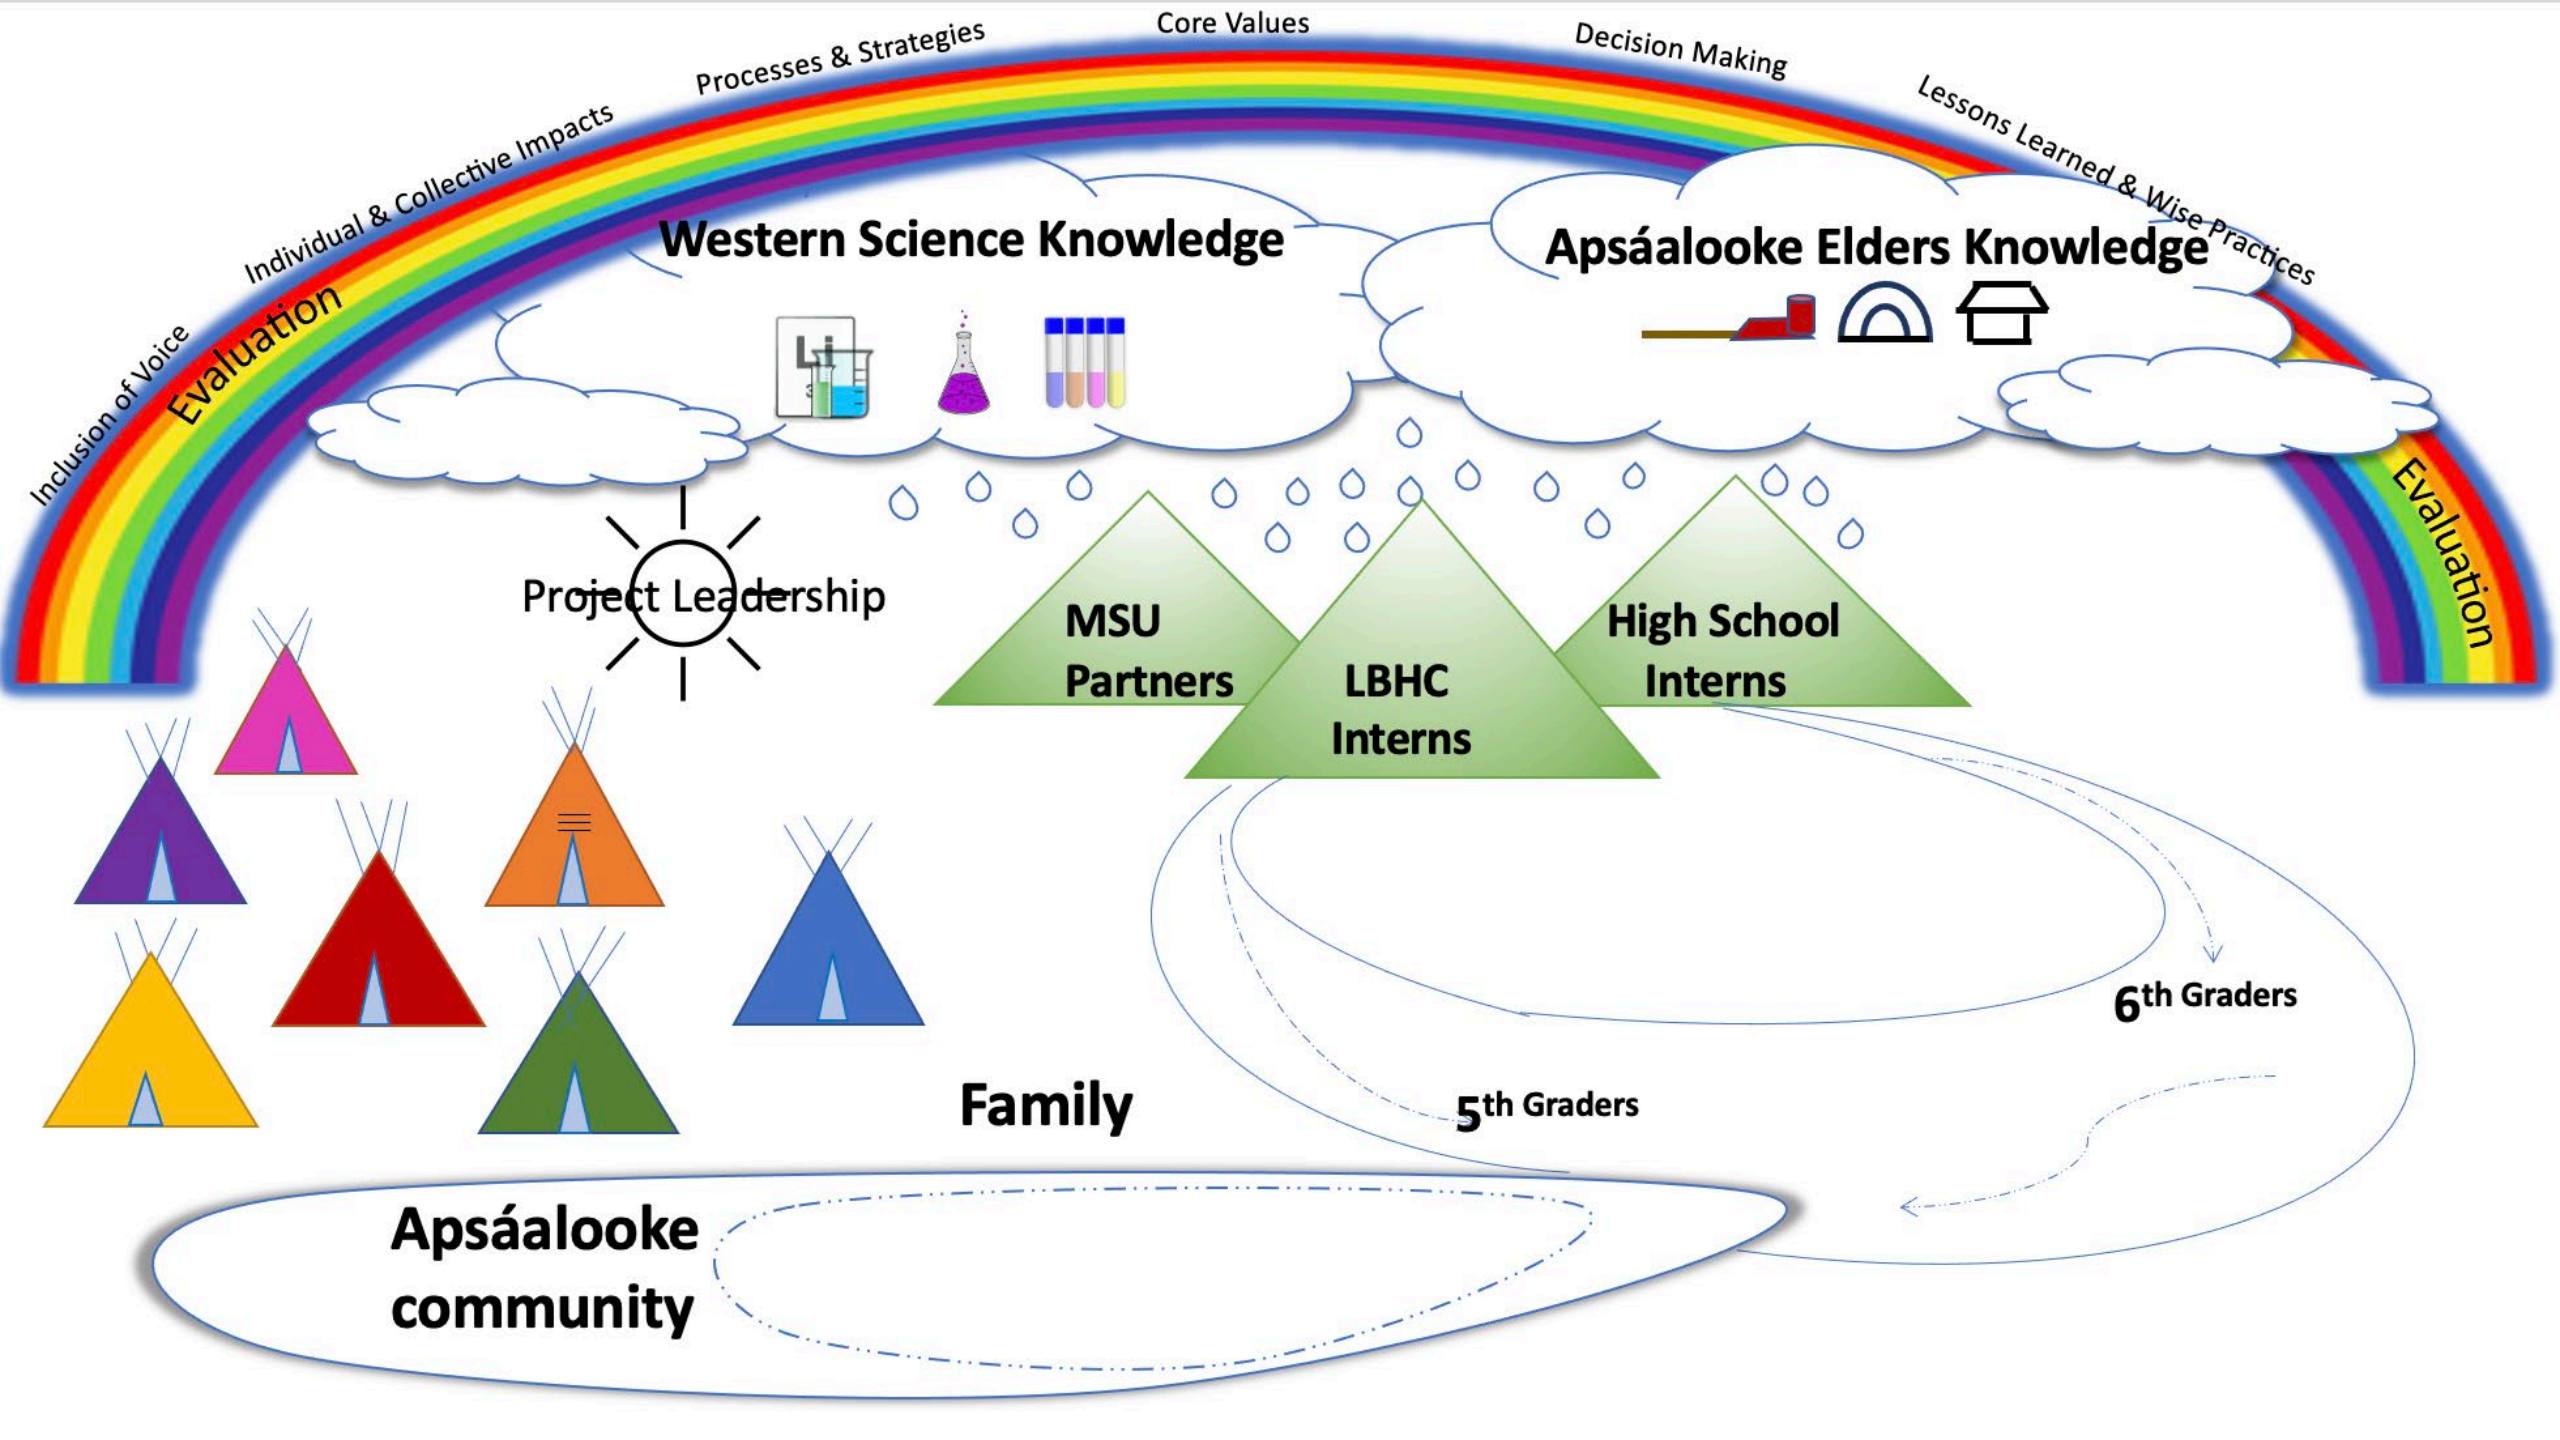 Core Values
Processes & Strategies
Decision Making
Individual & Collective Impacts
Lessons Learned & Wise Practices
Inclusion of Voice
Evaluation
Western Science Knowledge
Apsáalooke Elders Knowledge
Li
3
Evaluation
Project Leadership
MSU
Partners
LBHC
Interns
High School
Interns
6th Graders
5th Graders
Family
Apsáalooke
community